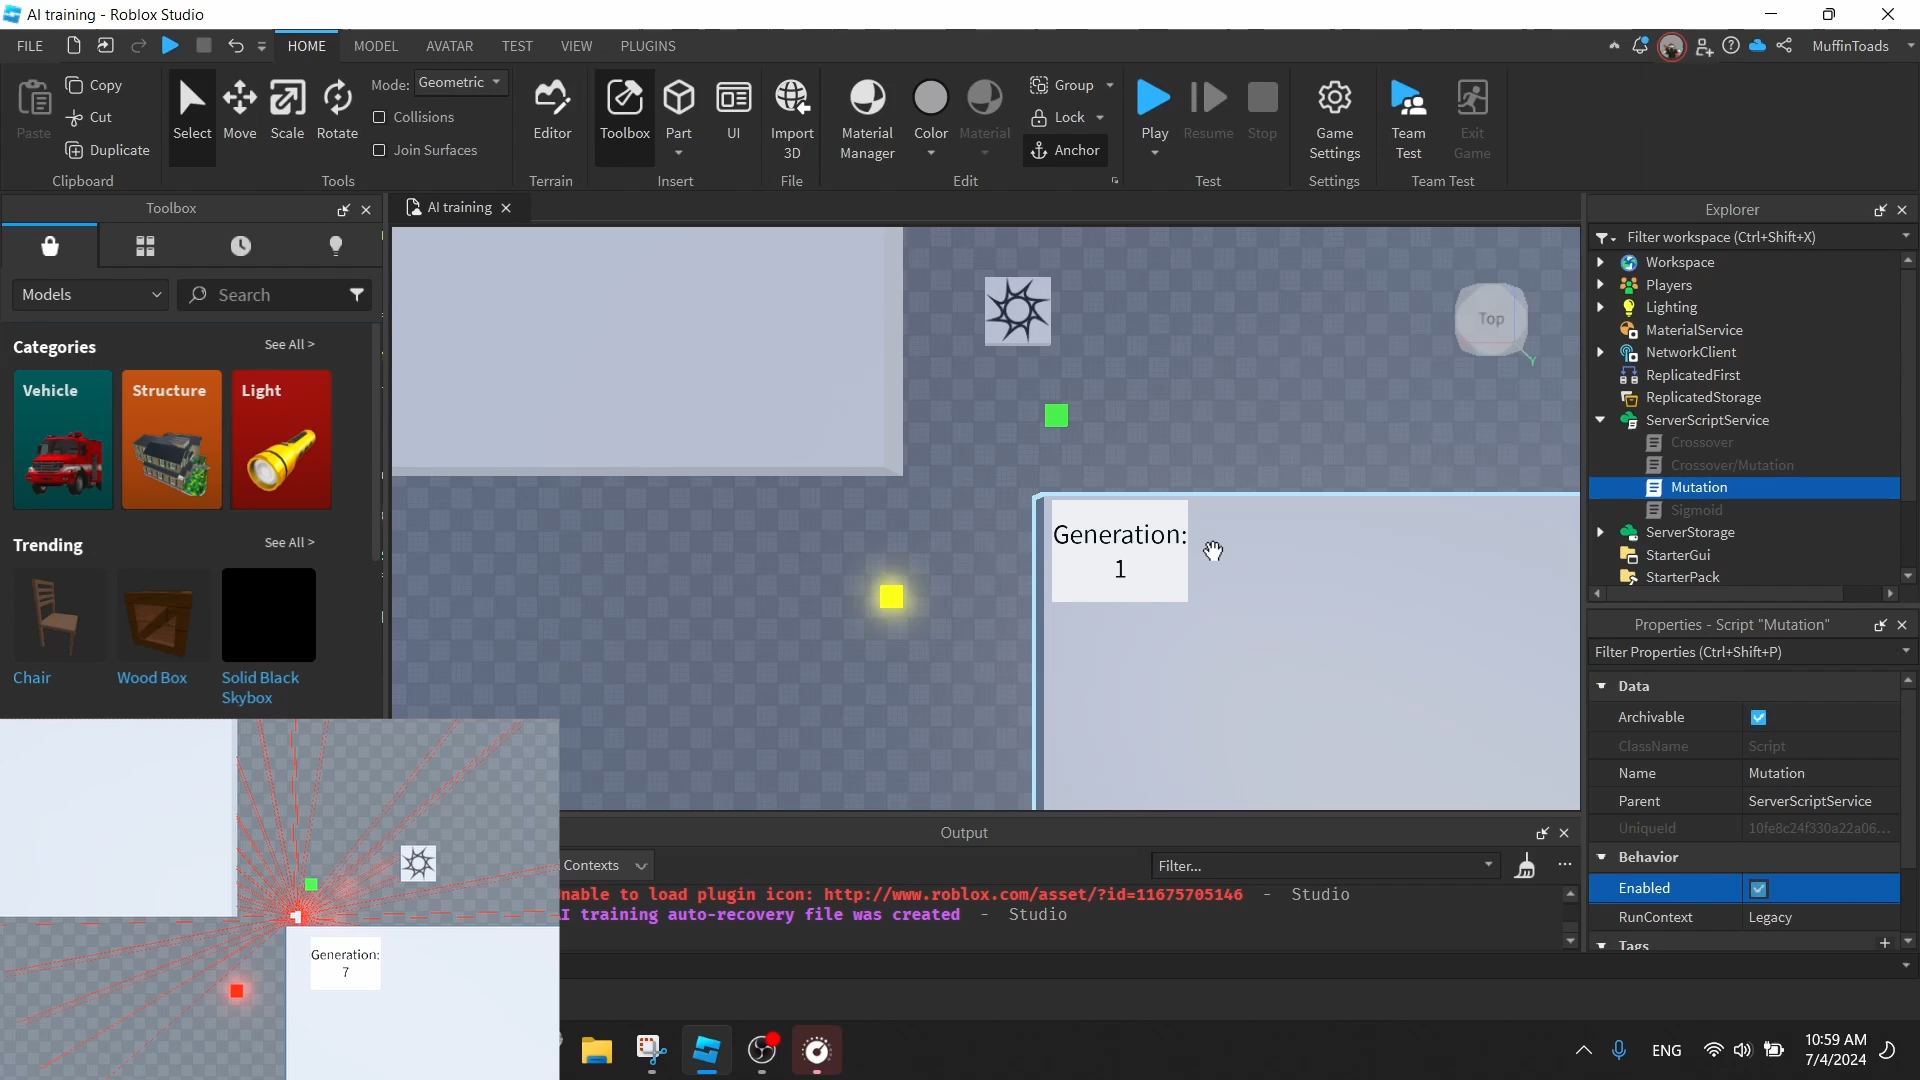 AI training - Roblox Studio
FILE
HOME
MODEL
AVATAR
TEST
VIEW
PLUGINS
MuffinToads
Paste
Copy
Cut
Duplicate
Clipboard
Select
Move
Scale
Rotate
Mode: Geometric
Collisions
Join Surfaces
Tools
Editor
Terrain
Toolbox
Part
UI
Insert
Import
3D
File
Material
Manager
Color
Material
Group
Lock
Anchor
Edit
Play
Resume
Stop
Test
Game
Settings
Settings
Team
Test
Exit
Game
Team Test
Toolbox
Models
Search
Categories
See All >
Vehicle
Structure
Light
Trending
See All >
Chair
Wood Box
Solid Black
Skybox
AI training
Top
Generation:
1
Generation:
7
Output
Contexts
Filter...
nable to load plugin icon: http://www.roblox.com/asset/?id=11675705146 - Studio
I training auto-recovery file was created - Studio
Explorer
Filter workspace (Ctrl+Shift+X)
Workspace
Players
Lighting
MaterialService
NetworkClient
ReplicatedFirst
ReplicatedStorage
ServerScriptService
Crossover
Crossover/Mutation
Mutation
Sigmoid
ServerStorage
StarterGui
StarterPack
Properties - Script "Mutation"
Filter Properties (Ctrl+Shift+P)
Data
Archivable
ClassName Script
Name Mutation
Parent ServerScriptService
UniqueId 10fe8c24f330a22a06...
Behavior
Enabled
RunContext Legacy
Tags
ENG
10:59 AM
7/4/2024